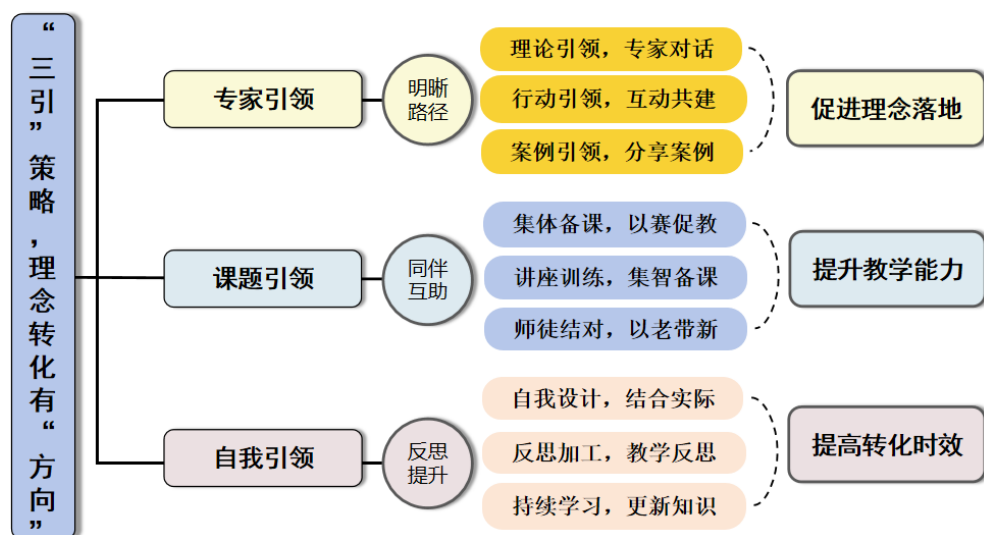 “三引”策略，理念转化有“方向”
专家引领
明晰
路径
理论引领，专家对话
行动引领，互动共建
案例引领，分享案例
促进理念落地
课题引领
同伴
互助
集体备课，以赛促教
讲座训练，集智备课
师徒结对，以老带新
提升教学能力
自我引领
反思
提升
自我设计，结合实际
反思加工，教学反思
持续学习，更新知识
提高转化时效